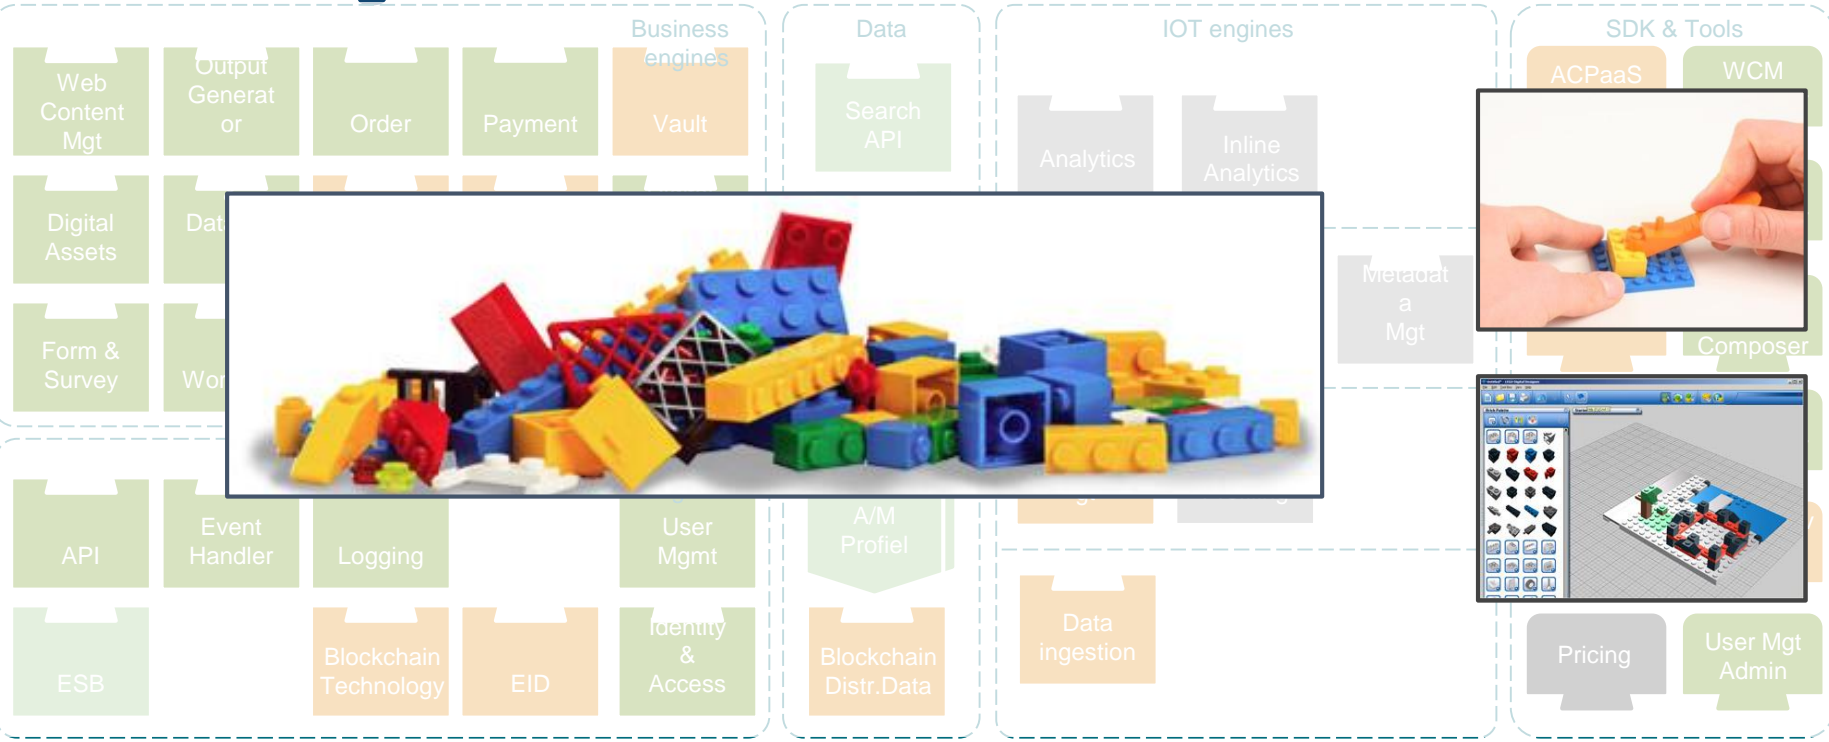 Business
engines
Data
IOT engines
SDK & Tools
Web
Content
Mgt
Output
Generat
or
Order
Payment
Vault
Search
API
Analytics
Inline
Analytics
ACPaaS
WCM
Digital
Assets
Dat
Metadat
a
Mgt
Form &
Survey
Wor
Composer
API
Event
Handler
Logging
User
Mgmt
A/M
Profiel
ESB
Blockchain
Technology
EID
Identity
&
Access
Blockchain
Distr.Data
Data
ingestion
Pricing
User Mgt
Admin